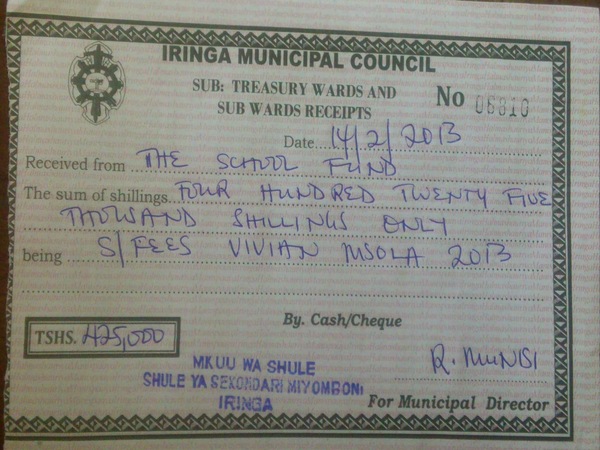 IRINGA MUNICIPAL COUNCIL
SUB: TREASURY WARDS AND
SUB WARDS RECEIPTS
No 06810
Date 14/2/2013
Received from THE SCHOOL FUND
The sum of shillings FOUR HUNDRED TWENTY FIVE
THOUSAND SHILLINGS ONLY
being S/FEES VIVIAN MSOLA 2013
By. Cash/Cheque
TSHS. 425,000
R. MUNISI
MKUU WA SHULE
SHULE YA SEKONDARI MIYOMBONI
IRINGA
For Municipal Director